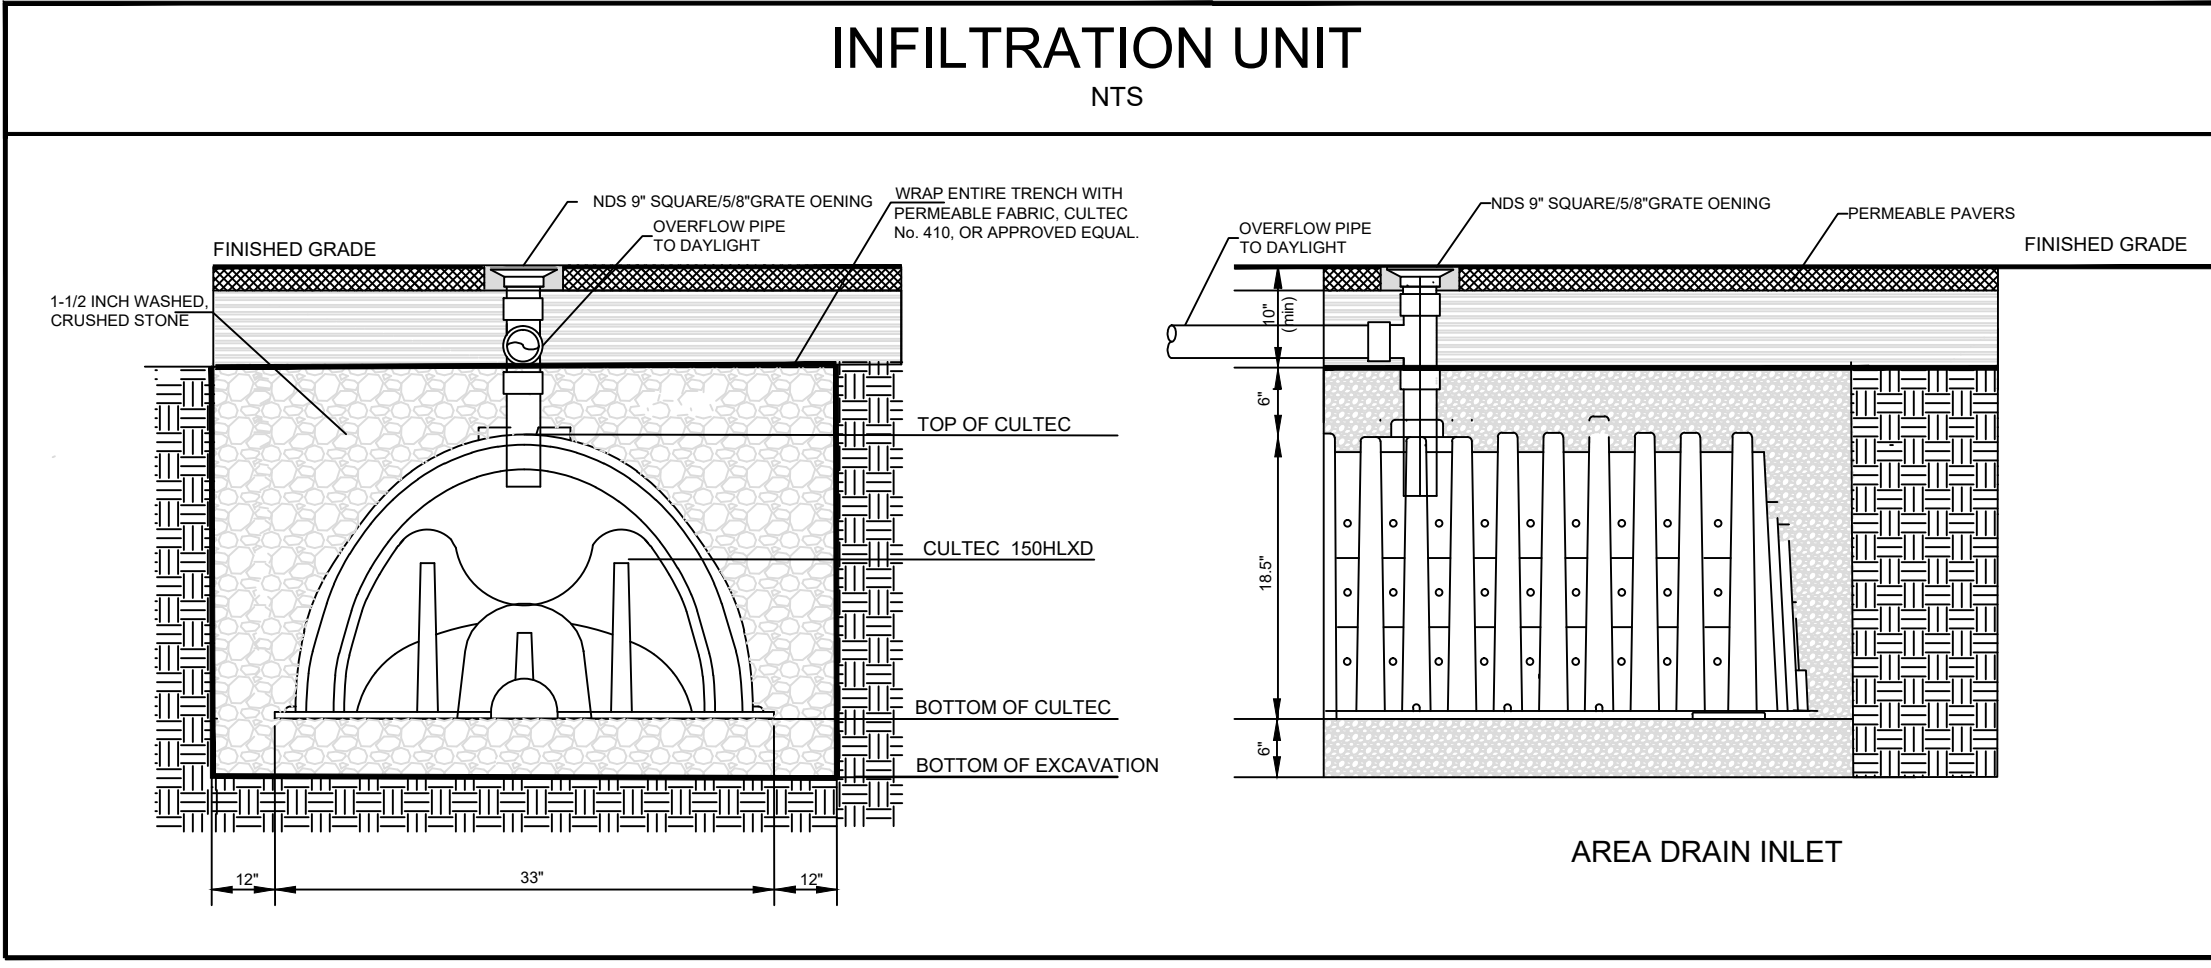 INFILTRATION UNIT
NTS
NDS 9" SQUARE/5/8"GRATE OENING
OVERFLOW PIPE
TO DAYLIGHT
WRAP ENTIRE TRENCH WITH
PERMEABLE FABRIC, CULTEC
No. 410, OR APPROVED EQUAL.
FINISHED GRADE
1-1/2 INCH WASHED,
CRUSHED STONE
TOP OF CULTEC
CULTEC 150HLXD
BOTTOM OF CULTEC
BOTTOM OF EXCAVATION
12"
33"
12"
NDS 9" SQUARE/5/8"GRATE OENING
OVERFLOW PIPE
TO DAYLIGHT
PERMEABLE PAVERS
FINISHED GRADE
10"
(min)
6"
18.5"
6"
AREA DRAIN INLET